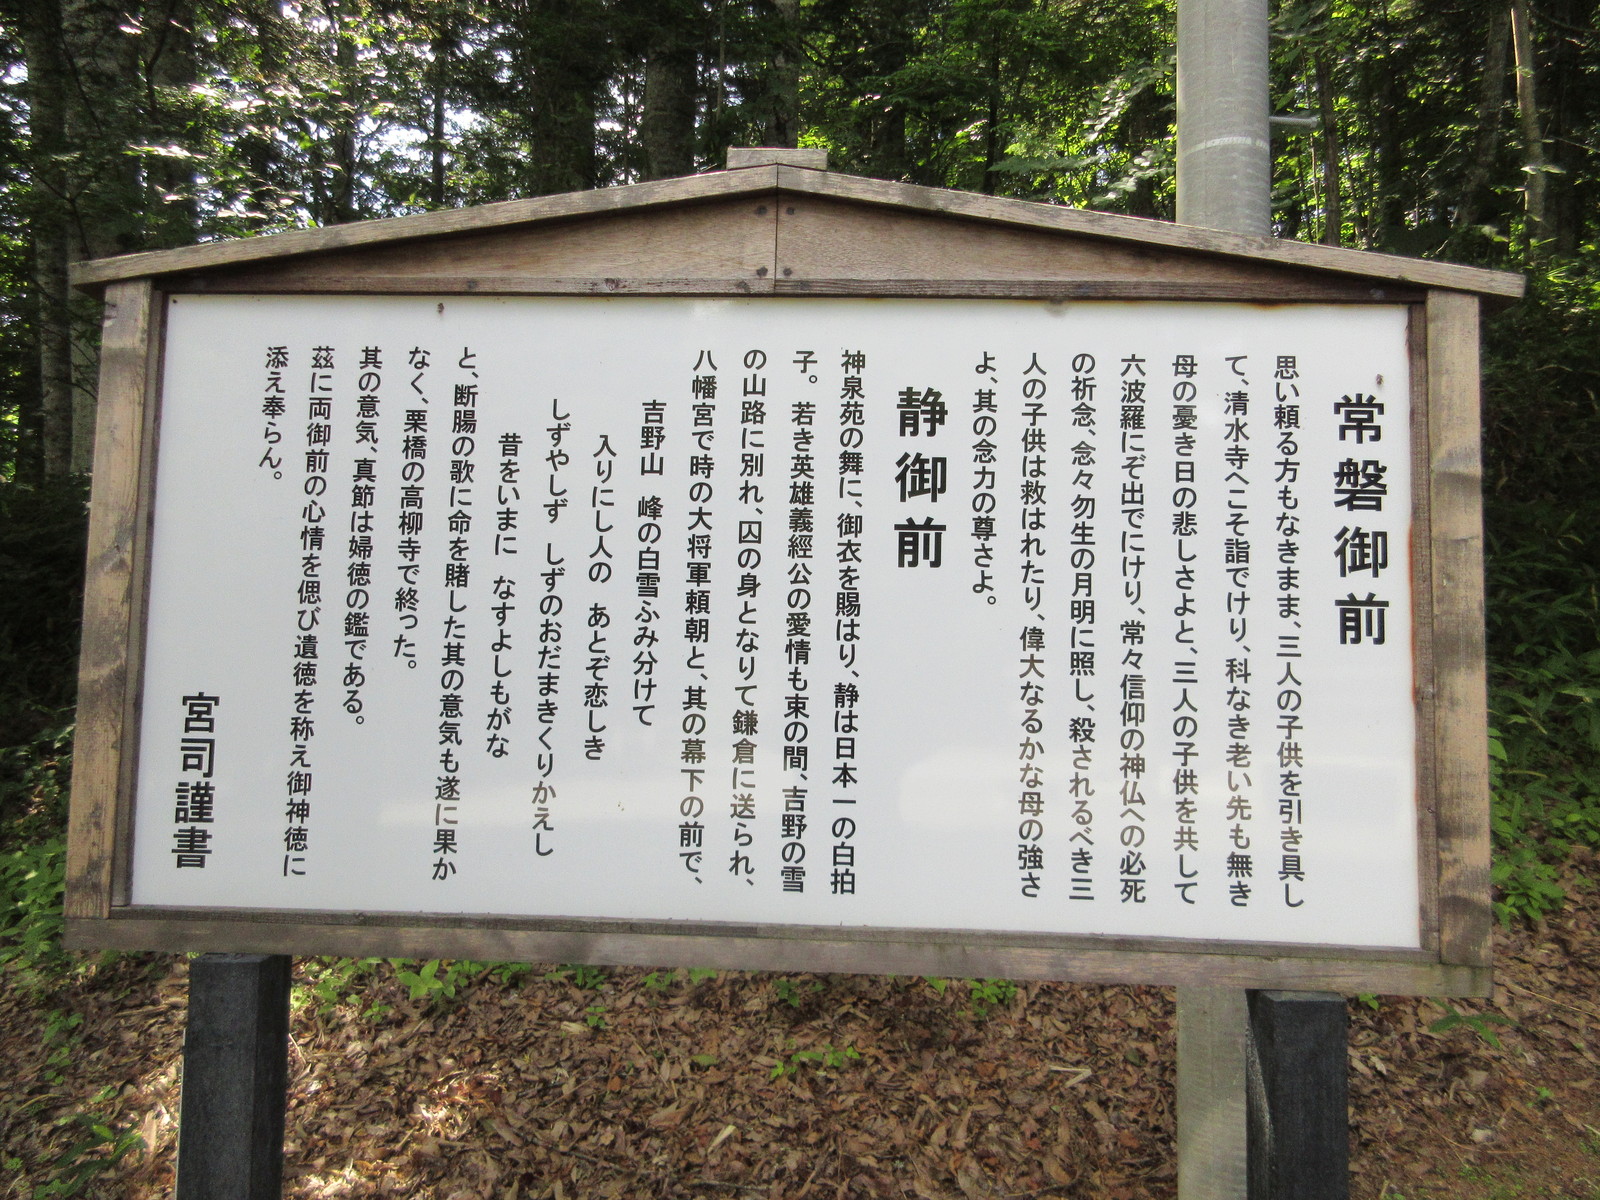 常磐御前
思い頼る方もなきまま、三人の子供を引き具し
て、清水寺へこそ詣でけり、科なき老い先も無き
母の憂き日の悲しさよと、三人の子供を共して
六波羅にぞ出でにけり、常々信仰の神仏への必死
の祈念、念々勿生の月明に照し、殺されるべき三
人の子供は救はれたり、偉大なるかな母の強さ
よ、其の念力の尊さよ。
静御前
神泉苑の舞に、御衣を賜はり、静は日本一の白拍
子。若き英雄義經公の愛情も束の間、吉野の雪
の山路に別れ、囚の身となりて鎌倉に送られ、
八幡宮で時の大将軍頼朝と、其の幕下の前で、
吉野山 峰の白雪ふみ分けて
入りにし人の あとぞ恋しき
しずやしず しずのおだまきくりかえし
昔をいまに なすよしもがな
と、断腸の歌に命を賭した其の意気も遂に果か
なく、栗橋の高柳寺で終った。
其の意気、真節は婦徳の鑑である。
茲に両御前の心情を偲び遺徳を称え御神徳に
添え奉らん。
宮司謹書